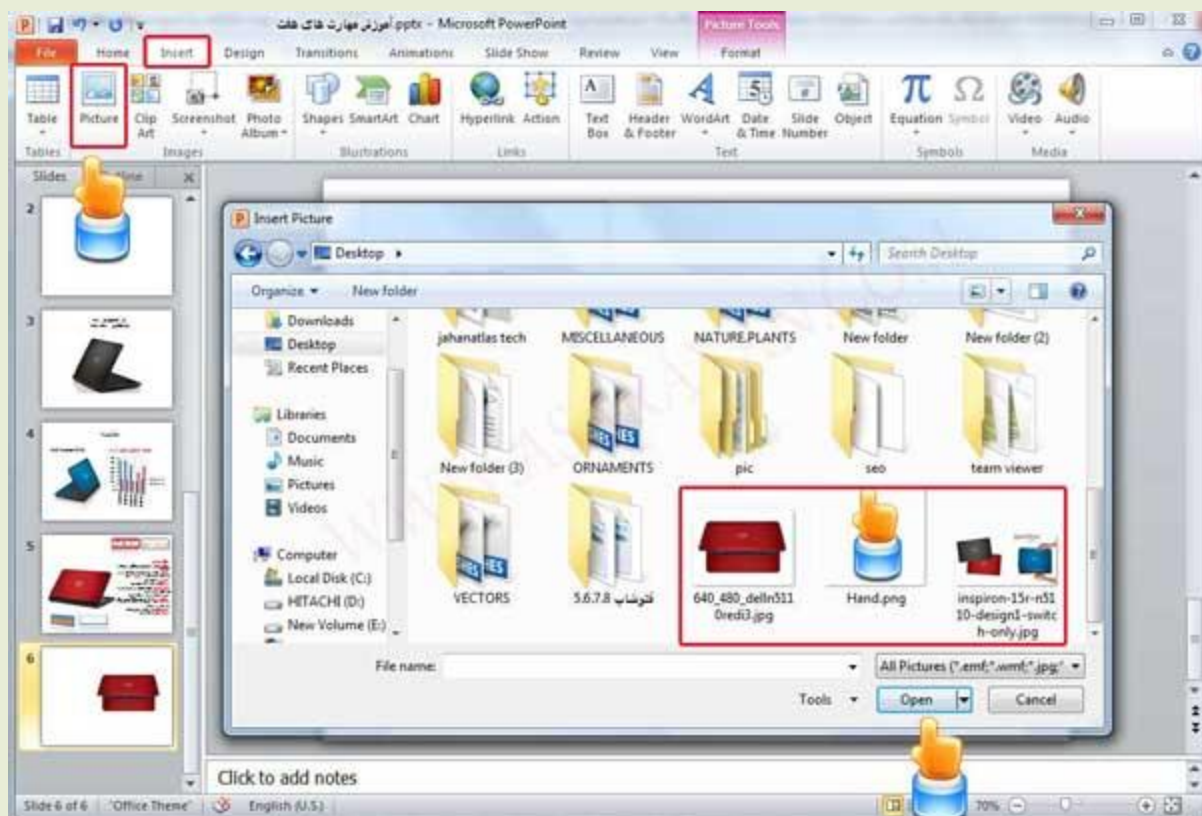 آموزش مهارت های هفت.pptx - Microsoft PowerPoint
Picture Tools
File Home Insert Design Transitions Animations Slide Show Review View Format
Table Picture Clip Art Screenshot Photo Album Shapes SmartArt Chart Hyperlink Action Text Box Header & Footer WordArt Date & Time Slide Number Object Equation Symbol Video Audio
Tables Images Illustrations Links Text Symbols Media
Slides
Insert Picture
Desktop
Search Desktop
Organize New folder
Downloads
Desktop
Recent Places
Libraries
Documents
Music
Pictures
Videos
Computer
Local Disk (C:)
HITACHI (D:)
New Volume (E:)
jahanatlas tech MISCELLANEOUS NATURE.PLANTS New folder New folder (2)
New folder (3) ORNAMENTS pic seo team viewer
VECTORS فتوشاپ 5.6.7.8 640_480_delln5110redi3.jpg Hand.png inspiron-15r-n5110-design1-switch-only.jpg
File name:
All Pictures (*.emf;*.wmf;*.jpg;*
Tools Open Cancel
2
3
4
5
6
Click to add notes
Slide 6 of 6 "Office Theme" English (U.S.) 70%